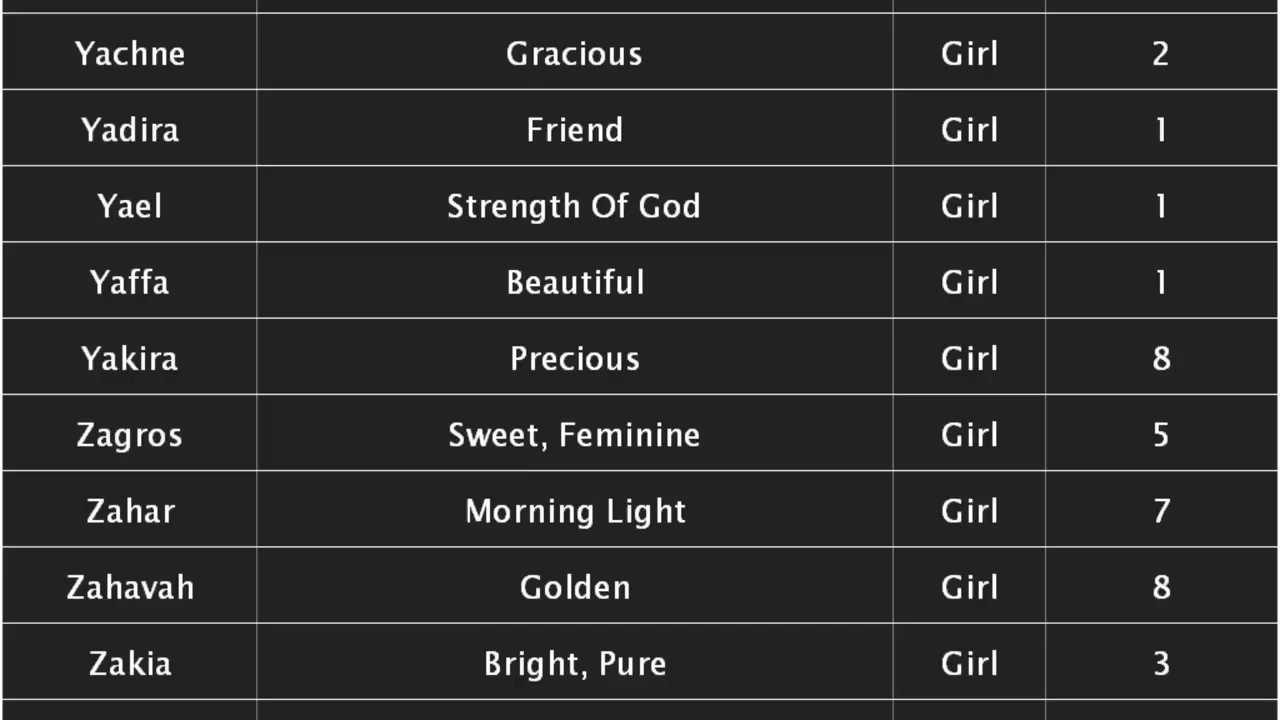 Yachne Gracious Girl 2
Yadira Friend Girl 1
Yael Strength Of God Girl 1
Yaffa Beautiful Girl 1
Yakira Precious Girl 8
Zagros Sweet, Feminine Girl 5
Zahar Morning Light Girl 7
Zahavah Golden Girl 8
Zakia Bright, Pure Girl 3